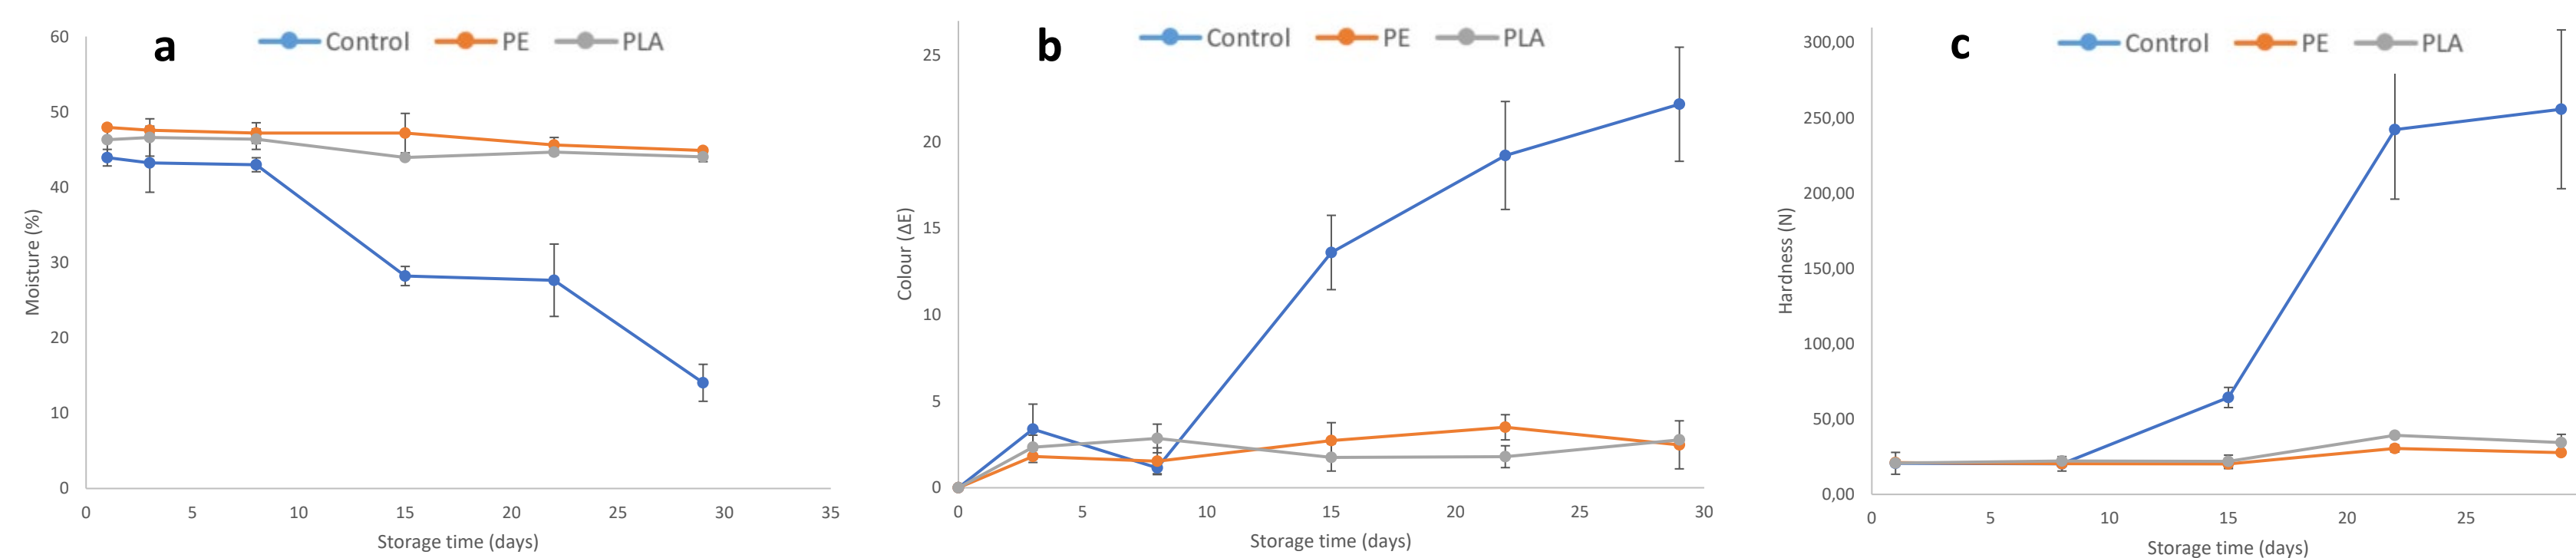 a
Control PE PLA
60
50
40
30
20
10
0
0 5 10 15 20 25 30 35
Moisture (%)
Storage time (days)
b
Control PE PLA
25
20
15
10
5
0
0 5 10 15 20 25 30
Colour (ΔE)
Storage time (days)
c
Control PE PLA
300,00
250,00
200,00
150,00
100,00
50,00
0,00
0 5 10 15 20 25
Hardness (N)
Storage time (days)